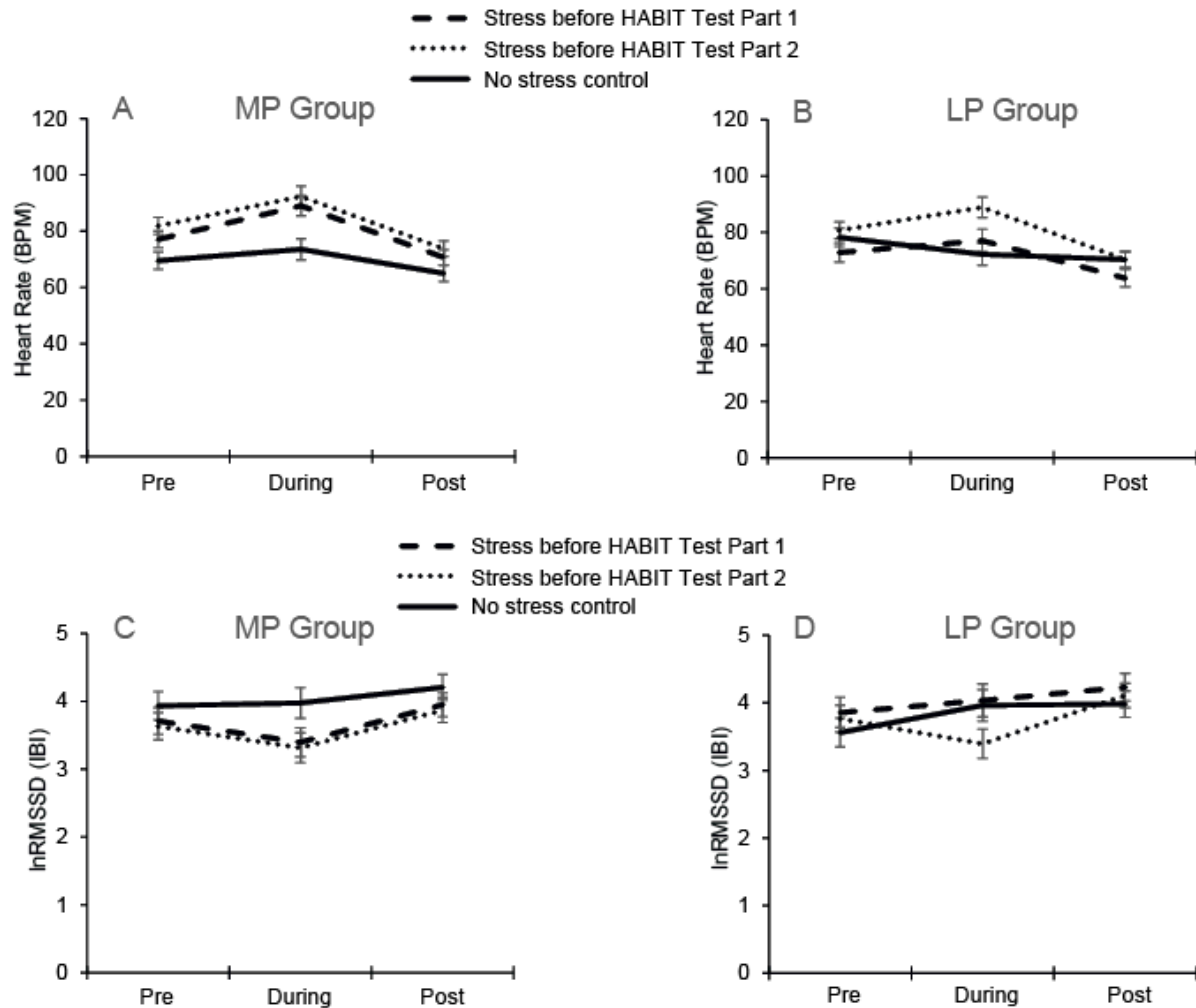 Stress before HABIT Test Part 1
Stress before HABIT Test Part 2
No stress control
A MP Group
B LP Group
Heart Rate (BPM)
120
100
80
60
40
20
0
Pre During Post
Heart Rate (BPM)
120
100
80
60
40
20
0
Pre During Post
Stress before HABIT Test Part 1
Stress before HABIT Test Part 2
No stress control
C MP Group
D LP Group
lnRMSSD (IBI)
5
4
3
2
1
0
Pre During Post
lnRMSSD (IBI)
5
4
3
2
1
0
Pre During Post